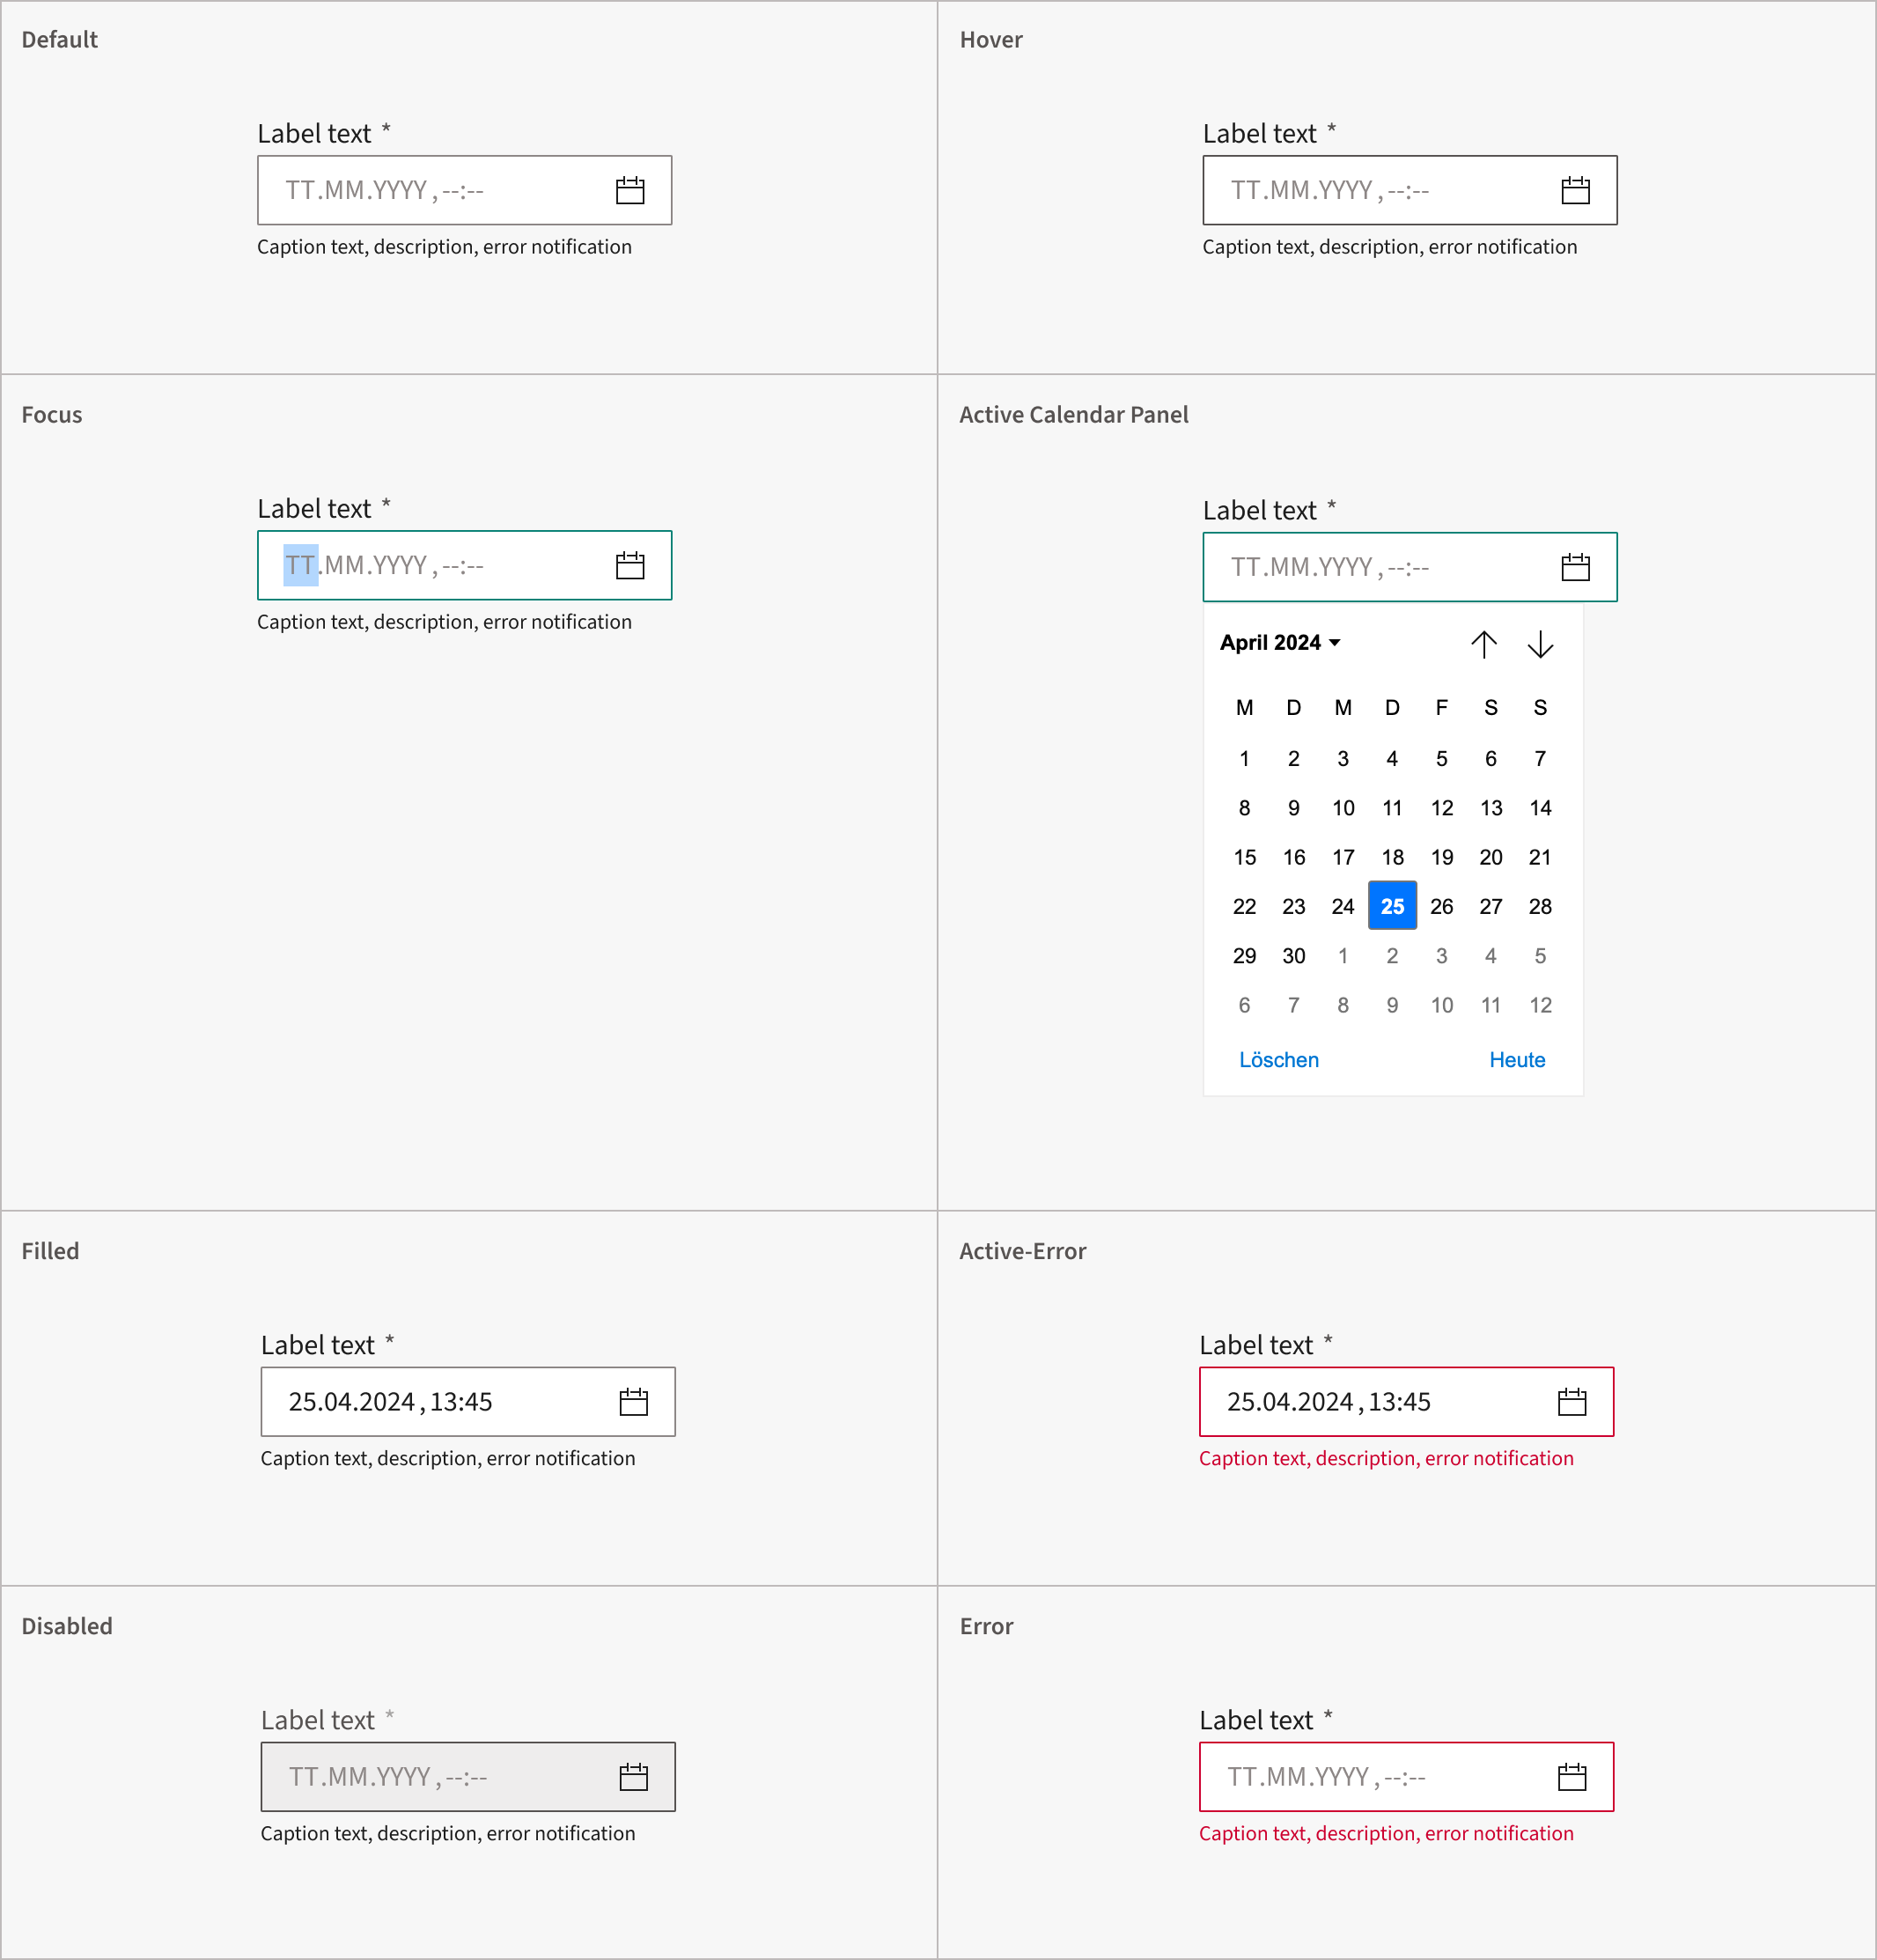 Default
Label text *
TT.MM.YYYY, --:--
Caption text, description, error notification
Hover
Label text *
TT.MM.YYYY, --:--
Caption text, description, error notification
Focus
Label text *
TT.MM.YYYY, --:--
Caption text, description, error notification
Active Calendar Panel
Label text *
TT.MM.YYYY, --:--
April 2024
M D M D F S S
1 2 3 4 5 6 7
8 9 10 11 12 13 14
15 16 17 18 19 20 21
22 23 24 25 26 27 28
29 30 1 2 3 4 5
6 7 8 9 10 11 12
Löschen Heute
Filled
Label text *
25.04.2024, 13:45
Caption text, description, error notification
Active-Error
Label text *
25.04.2024, 13:45
Caption text, description, error notification
Disabled
Label text *
TT.MM.YYYY, --:--
Caption text, description, error notification
Error
Label text *
TT.MM.YYYY, --:--
Caption text, description, error notification